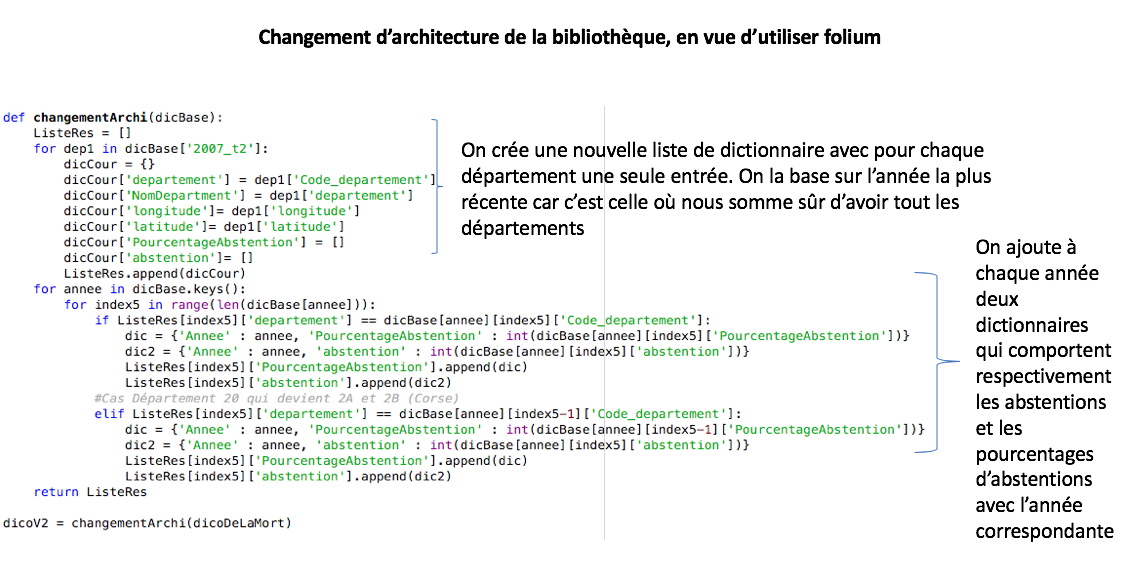 Changement d’architecture de la bibliothèque, en vue d’utiliser folium
def changementArchi(dicBase):
    ListeRes = []
    for dep1 in dicBase['2007_t2']:
        dicCour = {}
        dicCour['departement'] = dep1['Code_departement']
        dicCour['NomDepartment'] = dep1['departement']
        dicCour['longitude']= dep1['longitude']
        dicCour['latitude']= dep1['latitude']
        dicCour['PourcentageAbstention'] = []
        dicCour['abstention']= []
        ListeRes.append(dicCour)
    for annee in dicBase.keys():
        for index5 in range(len(dicBase[annee])):
            if ListeRes[index5]['departement'] == dicBase[annee][index5]['Code_departement']:
                dic = {'Annee' : annee, 'PourcentageAbstention' : int(dicBase[annee][index5]['PourcentageAbstention'])}
                dic2 = {'Annee' : annee, 'abstention' : int(dicBase[annee][index5]['abstention'])}
                ListeRes[index5]['PourcentageAbstention'].append(dic)
                ListeRes[index5]['abstention'].append(dic2)
            #Cas Département 20 qui devient 2A et 2B (Corse)
            elif ListeRes[index5]['departement'] == dicBase[annee][index5-1]['Code_departement']:
                dic = {'Annee' : annee, 'PourcentageAbstention' : int(dicBase[annee][index5-1]['PourcentageAbstention'])}
                dic2 = {'Annee' : annee, 'abstention' : int(dicBase[annee][index5]['abstention'])}
                ListeRes[index5]['PourcentageAbstention'].append(dic)
                ListeRes[index5]['abstention'].append(dic2)
    return ListeRes
dicoV2 = changementArchi(dicoDeLaMort)
On crée une nouvelle liste de dictionnaire avec pour chaque
département une seule entrée. On la base sur l’année la plus
récente car c’est celle où nous somme sûr d’avoir tout les
départements
On ajoute à
chaque année
deux
dictionnaires
qui comportent
respectivement
les abstentions
et les
pourcentages
d’abstentions
avec l’année
correspondante